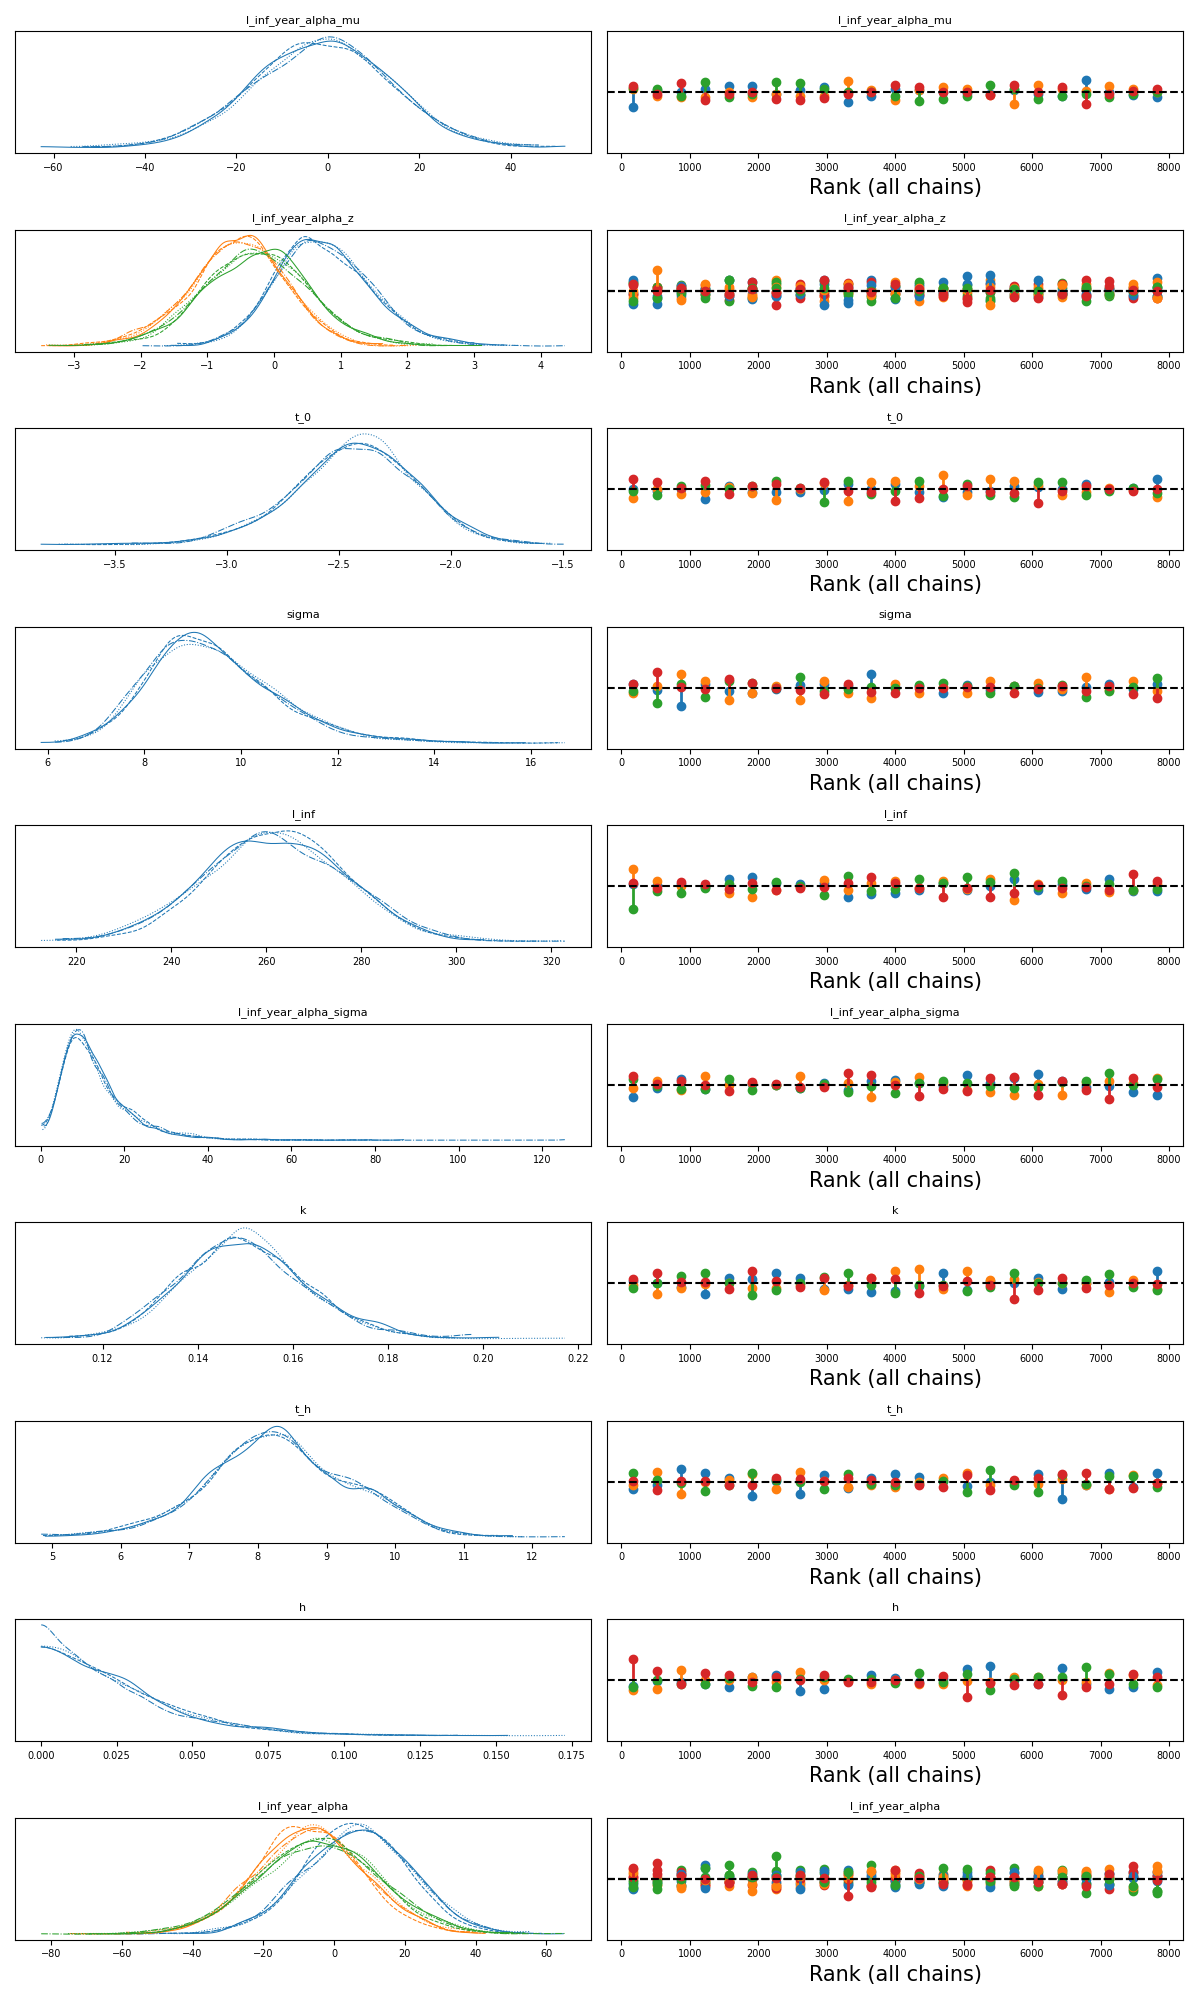 l_inf_year_alpha_mu
l_inf_year_alpha_mu
−60 −40 −20 0 20 40
0 1000 2000 3000 4000 5000 6000 7000 8000
Rank (all chains)
l_inf_year_alpha_z
l_inf_year_alpha_z
−3 −2 −1 0 1 2 3 4
0 1000 2000 3000 4000 5000 6000 7000 8000
Rank (all chains)
t_0
t_0
−3.5 −3.0 −2.5 −2.0 −1.5
0 1000 2000 3000 4000 5000 6000 7000 8000
Rank (all chains)
sigma
sigma
6 8 10 12 14 16
0 1000 2000 3000 4000 5000 6000 7000 8000
Rank (all chains)
l_inf
l_inf
220 240 260 280 300 320
0 1000 2000 3000 4000 5000 6000 7000 8000
Rank (all chains)
l_inf_year_alpha_sigma
l_inf_year_alpha_sigma
0 20 40 60 80 100 120
0 1000 2000 3000 4000 5000 6000 7000 8000
Rank (all chains)
k
k
0.12 0.14 0.16 0.18 0.20 0.22
0 1000 2000 3000 4000 5000 6000 7000 8000
Rank (all chains)
t_h
t_h
5 6 7 8 9 10 11 12
0 1000 2000 3000 4000 5000 6000 7000 8000
Rank (all chains)
h
h
0.000 0.025 0.050 0.075 0.100 0.125 0.150 0.175
0 1000 2000 3000 4000 5000 6000 7000 8000
Rank (all chains)
l_inf_year_alpha
l_inf_year_alpha
−80 −60 −40 −20 0 20 40 60
0 1000 2000 3000 4000 5000 6000 7000 8000
Rank (all chains)